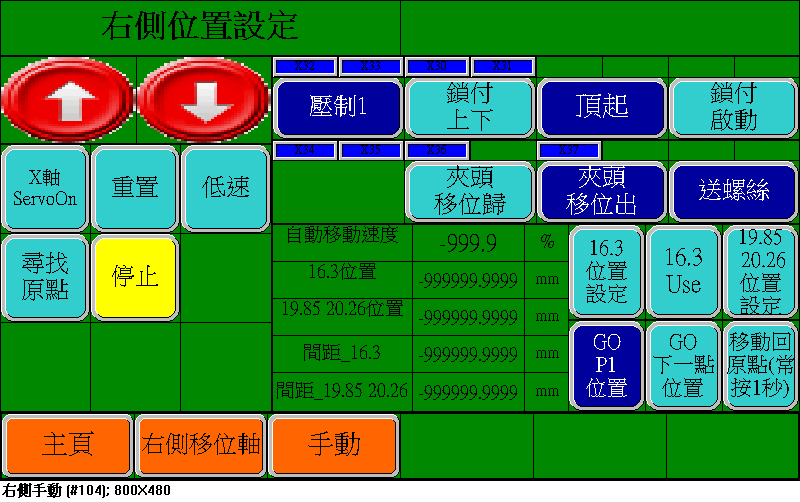 右側位置設定
X32
X33
X30
X31
壓制1
鎖付
上下
頂起
鎖付
啟動
X34
X35
X37
X軸
ServoOn
重置
低速
夾頭
移位歸
夾頭
移位出
送螺絲
尋找
原點
停止
自動移動速度
-999.9
%
16.3位置
-999999.9999
mm
19.85 20.26位置
-999999.9999
mm
間距_16.3
-999999.9999
mm
間距_19.85 20.26
-999999.9999
mm
16.3
位置
設定
16.3
Use
19.85
20.26
位置
設定
GO
P1
位置
GO
下一點
位置
移動回
原點(常
按1秒)
主頁
右側移位軸
手動
右側手動 (#104); 800X480